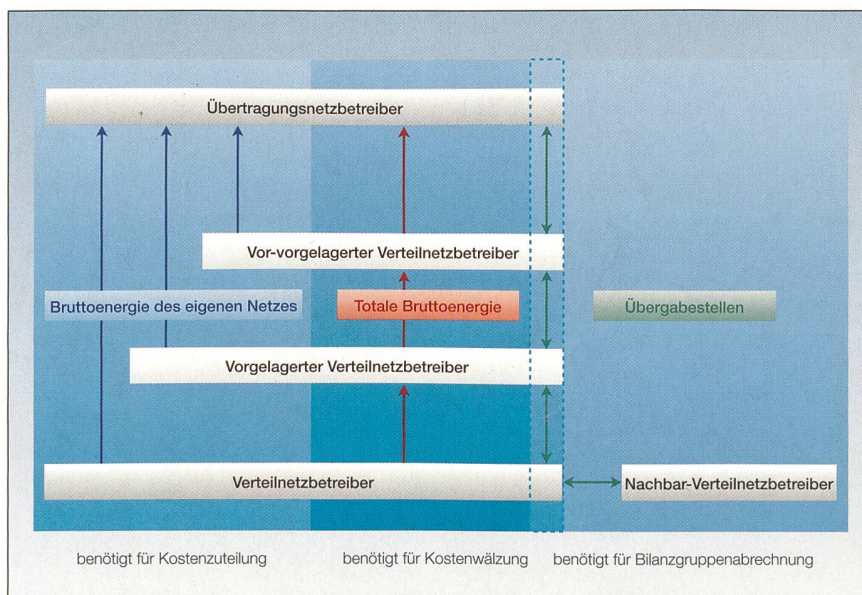 Übertragungsnetzbetreiber
Vor-vorgelagerter Verteilnetzbetreiber
Bruttoenergie des eigenen Netzes
Totale Bruttoenergie
Übergabestellen
Vorgelagerter Verteilnetzbetreiber
Verteilnetzbetreiber
Nachbar-Verteilnetzbetreiber
benötigt für Kostenzuteilung
benötigt für Kostenwälzung
benötigt für Bilanzgruppenabrechnung